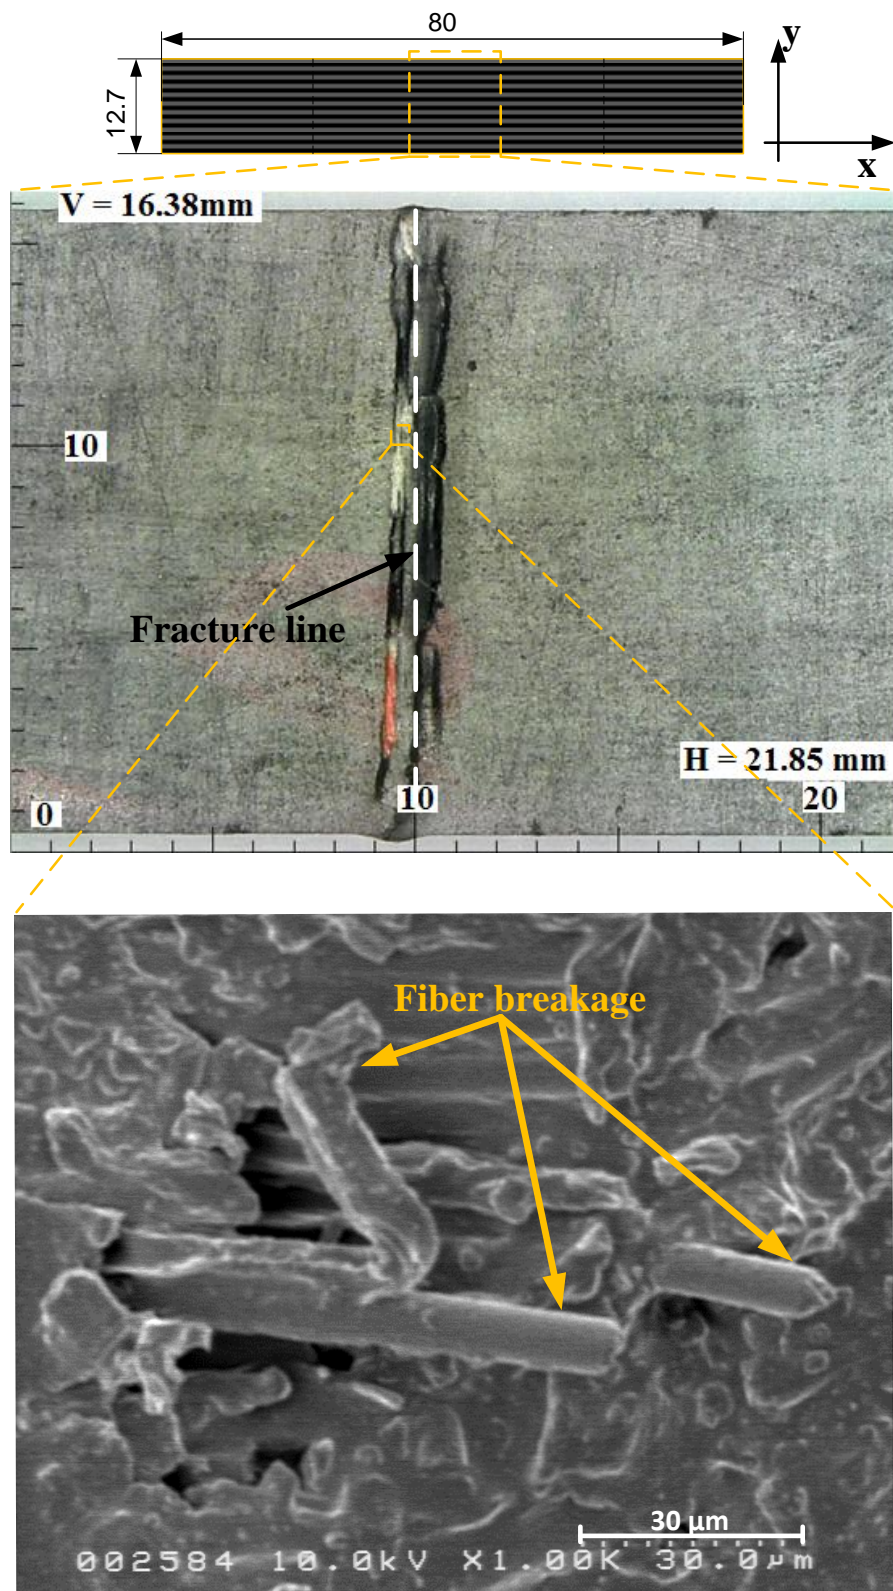 80
y
12.7
x
V = 16.38mm
10
Fracture line
H = 21.85 mm
0
10
20
Fiber breakage
30 μm
002584 10.0kV X1.00K 30.0μm